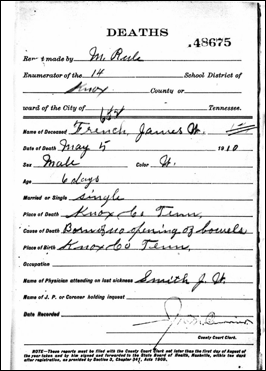 DEATHS
48675
Report made by M. Rule
Enumerator of the 14 School District of
Knox County or
ward of the City of Tennessee.
Name of Deceased French, James W.
Date of Death May 5 1910
Sex Male Color W.
Age 6 days
Married or Single single
Place of Death Knox Co Tenn.
Cause of Death Born no opening of bowels
Place of Birth Knox Co Tenn.
Occupation
Name of Physician attending on last sickness Smith J. W.
Name of J. P. or Coroner holding inquest
Date Recorded
County Court Clerk.
NOTE—These reports must be filed with the County Court Clerk not later than the first day of August of
the year taken and by him signed and forwarded to the State Board of Health, Nashville, within ten days
after registration, as provided by Section 2, Chapter Acts 1909.